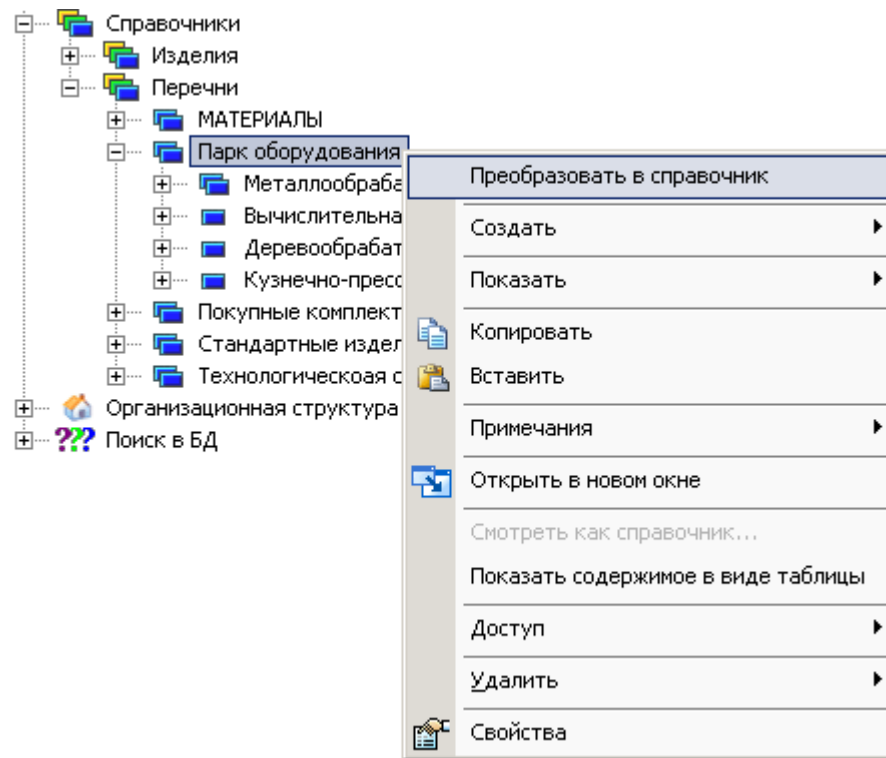 Справочники
Изделия
Перечни
МАТЕРИАЛЫ
Парк оборудования
Металлообраба
Вычислительна
Деревообрабат
Кузнечно-пресс
Покупные комплект
Стандартные издел
Технологическоая с
Организационная структура
??? Поиск в БД
Преобразовать в справочник
Создать
Показать
Копировать
Вставить
Примечания
Открыть в новом окне
Смотреть как справочник...
Показать содержимое в виде таблицы
Доступ
Удалить
Свойства